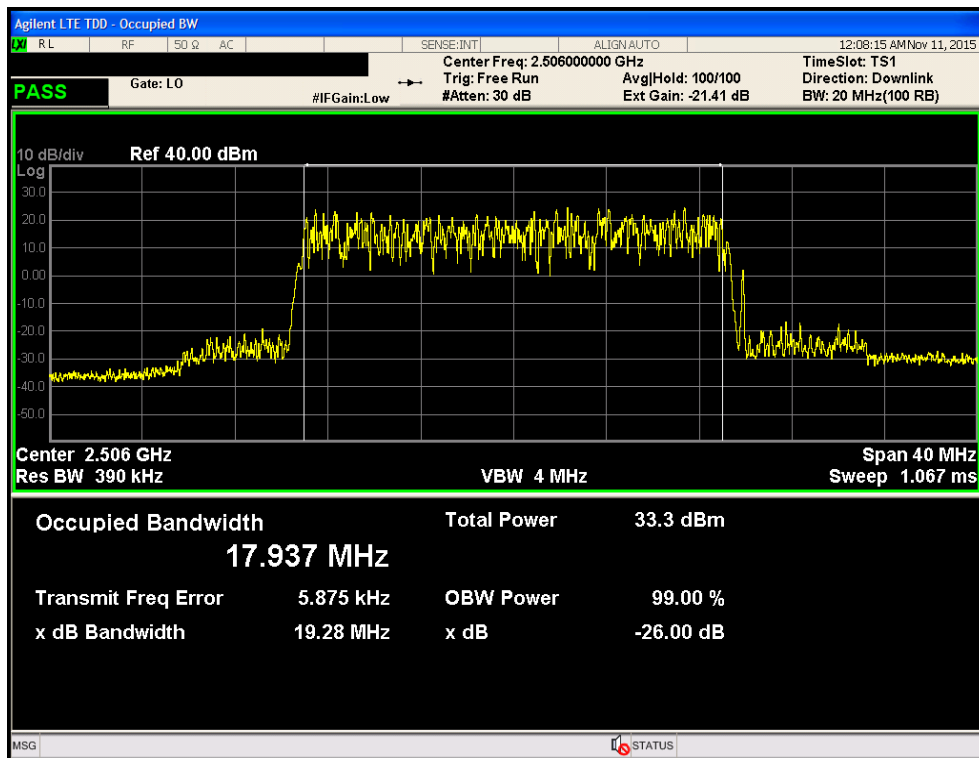 Agilent LTE TDD - Occupied BW
LXI RL RF 50 Ω AC SENSE:INT ALIGN AUTO 12:08:15 AM Nov 11, 2015
Center Freq: 2.506000000 GHz TimeSlot: TS1
PASS Gate: LO Trig: Free Run Avg|Hold: 100/100 Direction: Downlink
#IFGain:Low #Atten: 30 dB Ext Gain: -21.41 dB BW: 20 MHz(100 RB)
10 dB/div Ref 40.00 dBm
Log
30.0
20.0
10.0
0.00
-10.0
-20.0
-30.0
-40.0
-50.0
Center 2.506 GHz Span 40 MHz
Res BW 390 kHz VBW 4 MHz Sweep 1.067 ms
Occupied Bandwidth Total Power 33.3 dBm
17.937 MHz
Transmit Freq Error 5.875 kHz OBW Power 99.00 %
x dB Bandwidth 19.28 MHz x dB -26.00 dB
MSG STATUS